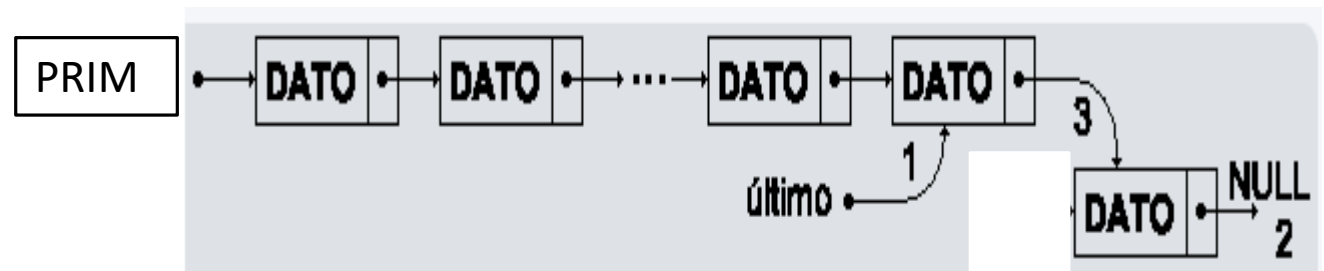 PRIM DATO DATO ... DATO DATO
3
1
último
DATO NULL
2